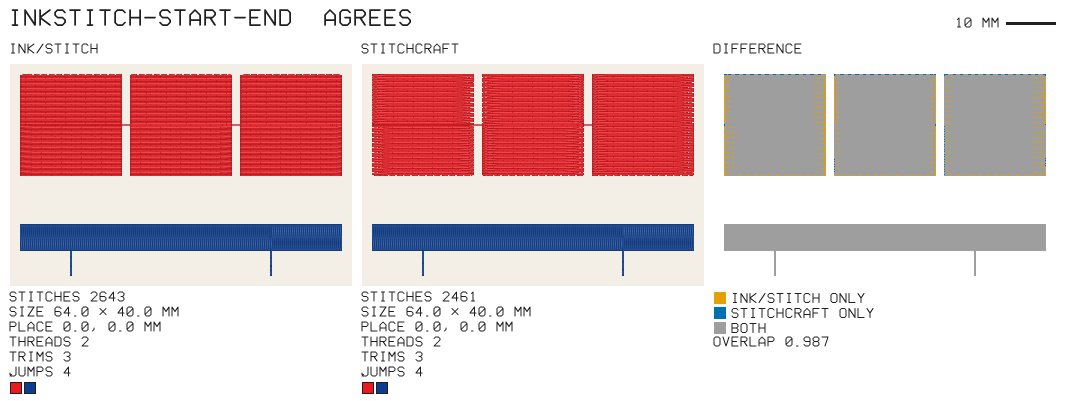 INKSTITCH-START-END AGREES
10 MM
INK/STITCH
STITCHCRAFT
DIFFERENCE
STITCHES 2643
SIZE 64.0 × 40.0 MM
PLACE 0.0, 0.0 MM
THREADS 2
TRIMS 3
JUMPS 4
STITCHES 2461
SIZE 64.0 × 40.0 MM
PLACE 0.0, 0.0 MM
THREADS 2
TRIMS 3
JUMPS 4
INK/STITCH ONLY
STITCHCRAFT ONLY
BOTH
OVERLAP 0.987